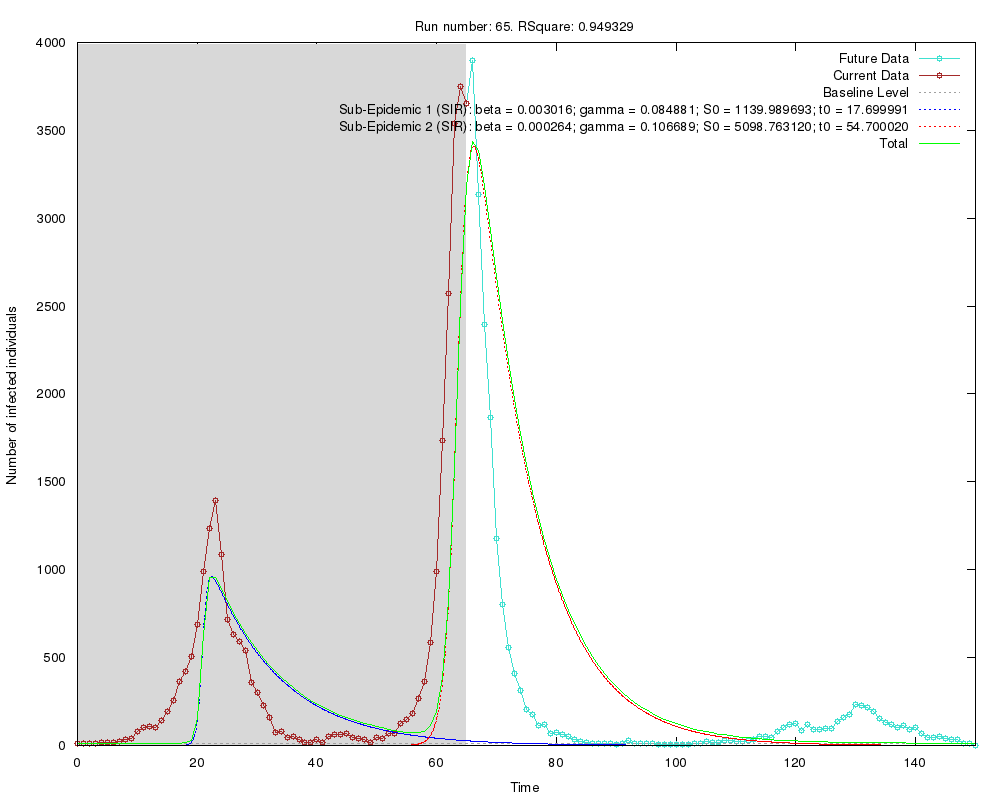 Run number: 65. RSquare: 0.949329
4000
3500
3000
2500
2000
1500
1000
500
0
Number of infected individuals
Future Data
Current Data
Baseline Level
Sub-Epidemic 1 (SIR): beta = 0.003016; gamma = 0.084881; S0 = 1139.989693; t0 = 17.699991
Sub-Epidemic 2 (SIR): beta = 0.000264; gamma = 0.106689; S0 = 5098.763120; t0 = 54.700020
Total
0 20 40 60 80 100 120 140
Time